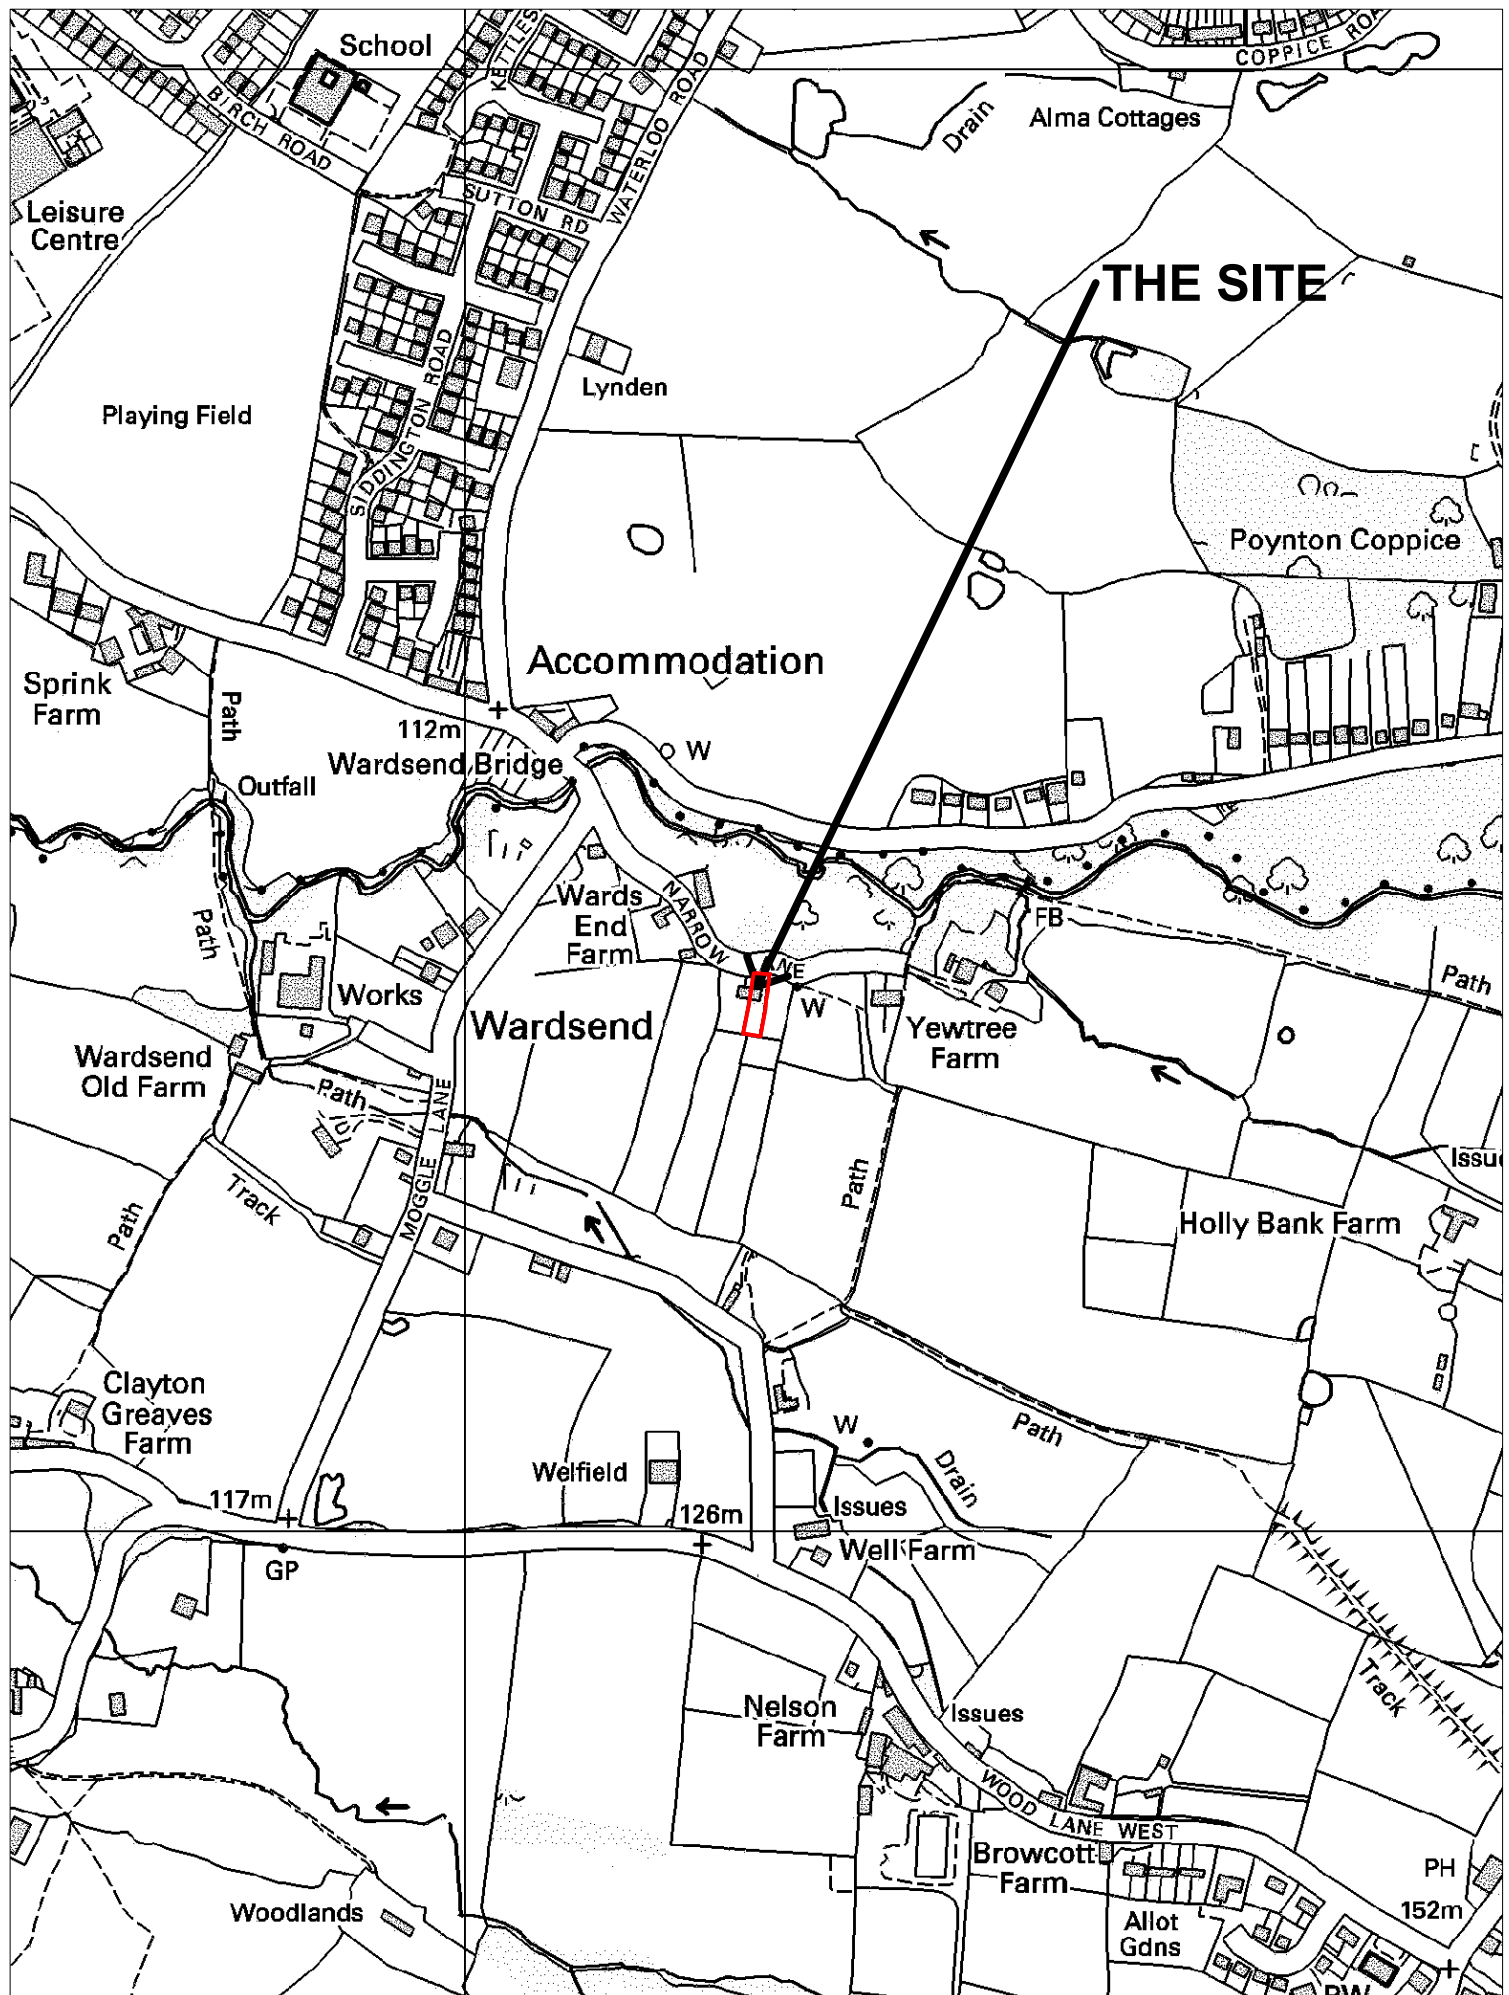 School
KETTLES
COPPICE ROA
BIRCH ROAD
WATERLOO ROAD
Drain
Alma Cottages
Leisure
Centre
SUTTON RD
THE SITE
Lynden
Playing Field
SIDDINGTON ROAD
Poynton Coppice
Accommodation
Sprink
Farm
Path
112m
W
Wardsend Bridge
Outfall
Wards
End
Farm
NARROW
NE
FB
Path
Path
Works
W
Wardsend
Yewtree
Farm
Wardsend
Old Farm
Path
MOGGLE LANE
Issu
Path
Track
Path
Holly Bank Farm
Clayton
Greaves
Farm
W
Path
Drain
Welfield
117m
126m
Issues
Well Farm
GP
Track
Nelson
Farm
Issues
WOOD LANE WEST
Browcott
Farm
PH
152m
Woodlands
Allot
Gdns
PW